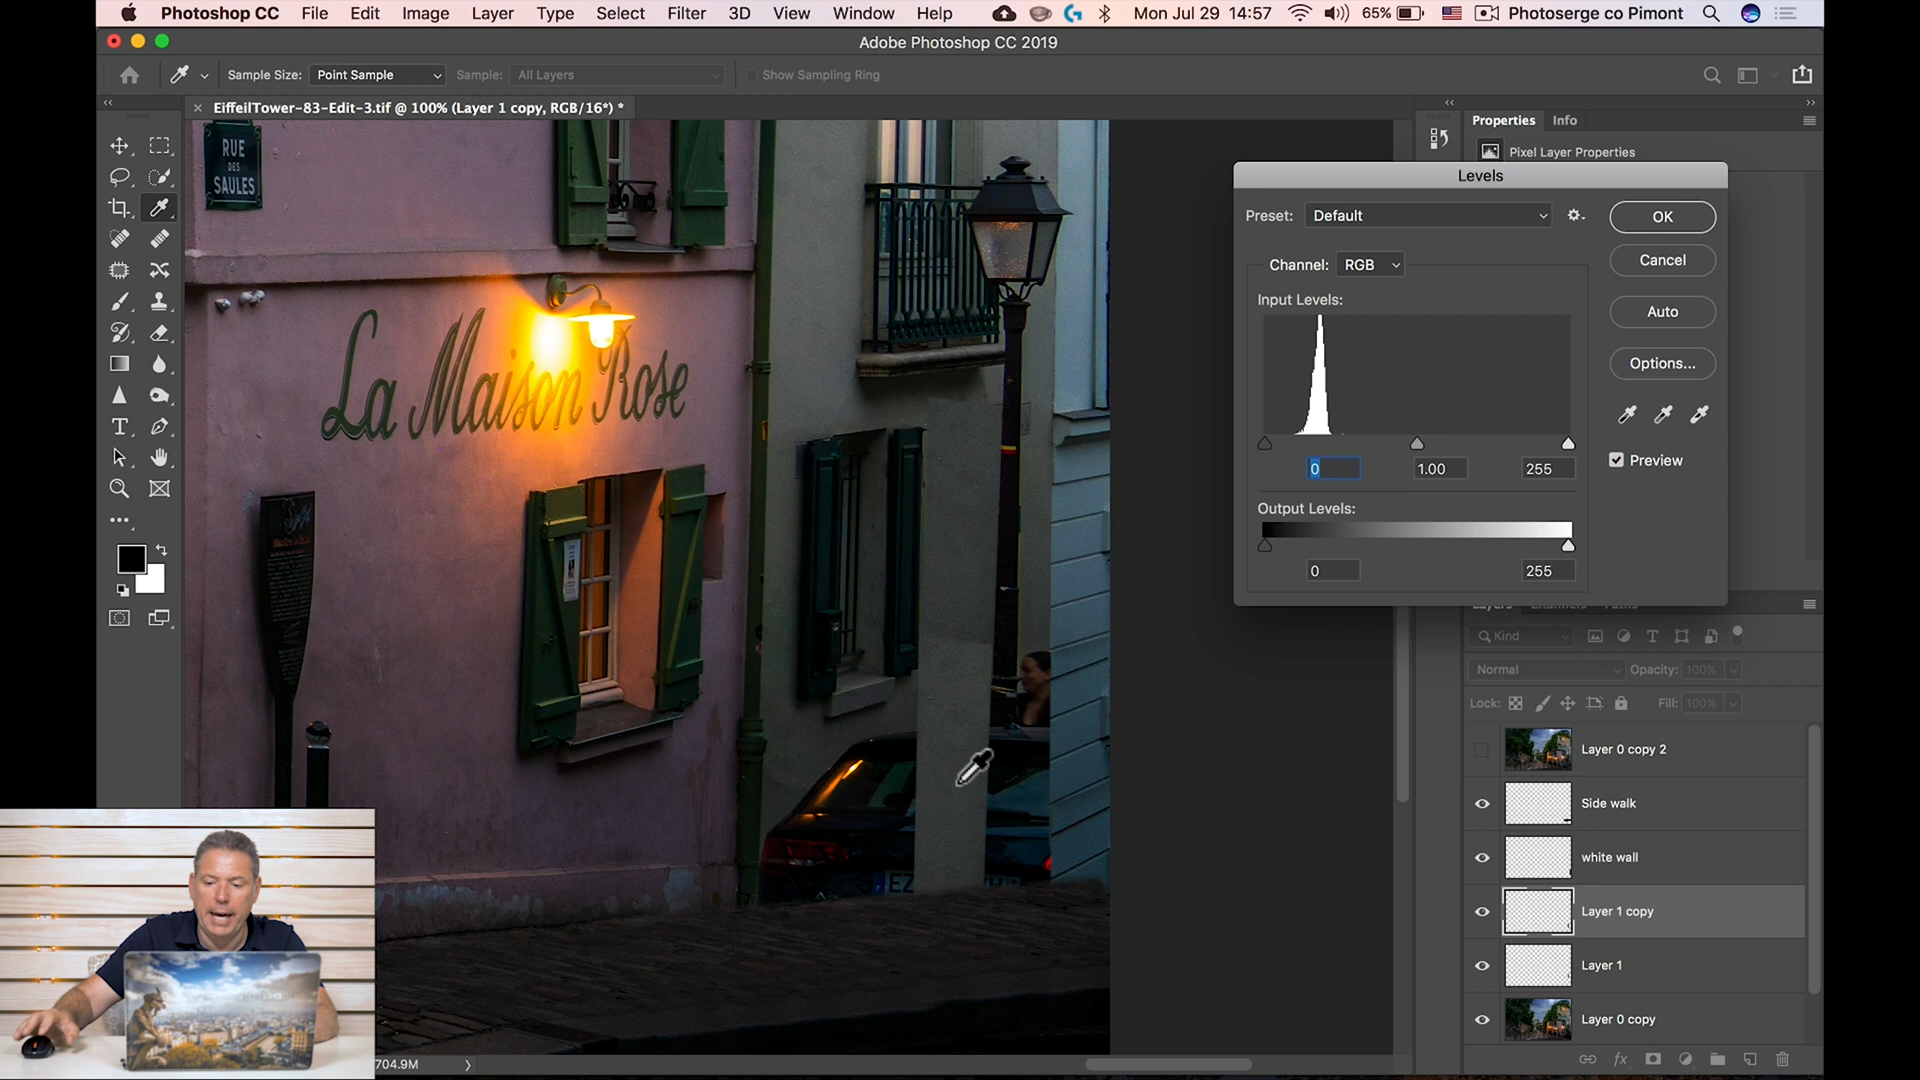 Photoshop CC File Edit Image Layer Type Select Filter 3D View Window Help
Mon Jul 29 14:57 65% Photoserge co Pimont
Adobe Photoshop CC 2019
Sample Size: Point Sample Sample: All Layers Show Sampling Ring
EiffeilTower-83-Edit-3.tif @ 100% (Layer 1 copy, RGB/16*) *
Properties Info
Pixel Layer Properties
RUE
DES
SAULES
La Maison Rose
EZ
Levels
Preset: Default
OK
Channel: RGB
Cancel
Input Levels:
Auto
Options...
0 1.00 255
Preview
Output Levels:
0 255
Kind
Normal Opacity: 100%
Lock: Fill: 100%
Layer 0 copy 2
Side walk
white wall
Layer 1 copy
Layer 1
Layer 0 copy
704.9M